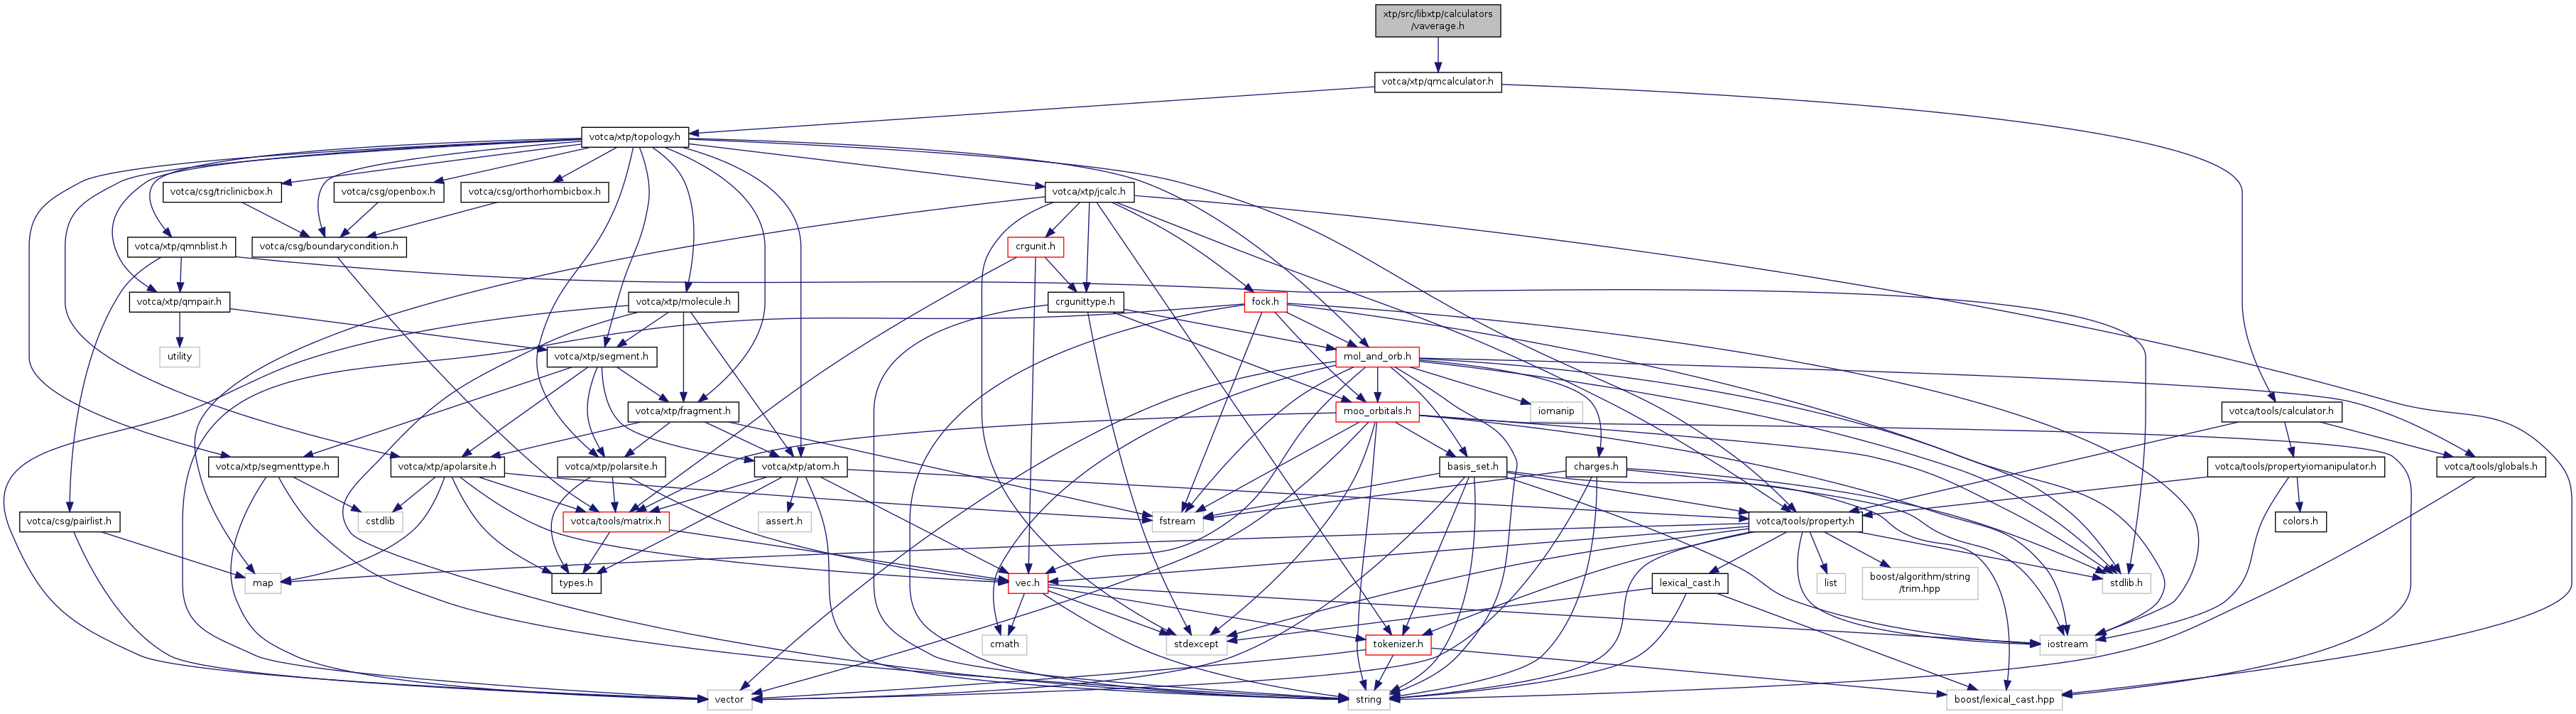 xtp/src/libxtp/calculators
/vaverage.h
votca/xtp/qmcalculator.h
votca/xtp/topology.h
votca/csg/triclinicbox.h
votca/csg/openbox.h
votca/csg/orthorhombicbox.h
votca/xtp/jcalc.h
votca/xtp/qmnblist.h
votca/csg/boundarycondition.h
crgunit.h
votca/xtp/qmpair.h
votca/xtp/molecule.h
crgunittype.h
fock.h
utility
votca/xtp/segment.h
mol_and_orb.h
votca/xtp/fragment.h
moo_orbitals.h
iomanip
votca/tools/calculator.h
votca/xtp/segmenttype.h
votca/xtp/apolarsite.h
votca/xtp/polarsite.h
votca/xtp/atom.h
basis_set.h
charges.h
votca/tools/propertyiomanipulator.h
votca/tools/globals.h
votca/csg/pairlist.h
cstdlib
votca/tools/matrix.h
assert.h
fstream
votca/tools/property.h
colors.h
map
types.h
vec.h
lexical_cast.h
list
boost/algorithm/string
/trim.hpp
stdlib.h
cmath
stdexcept
tokenizer.h
iostream
vector
string
boost/lexical_cast.hpp